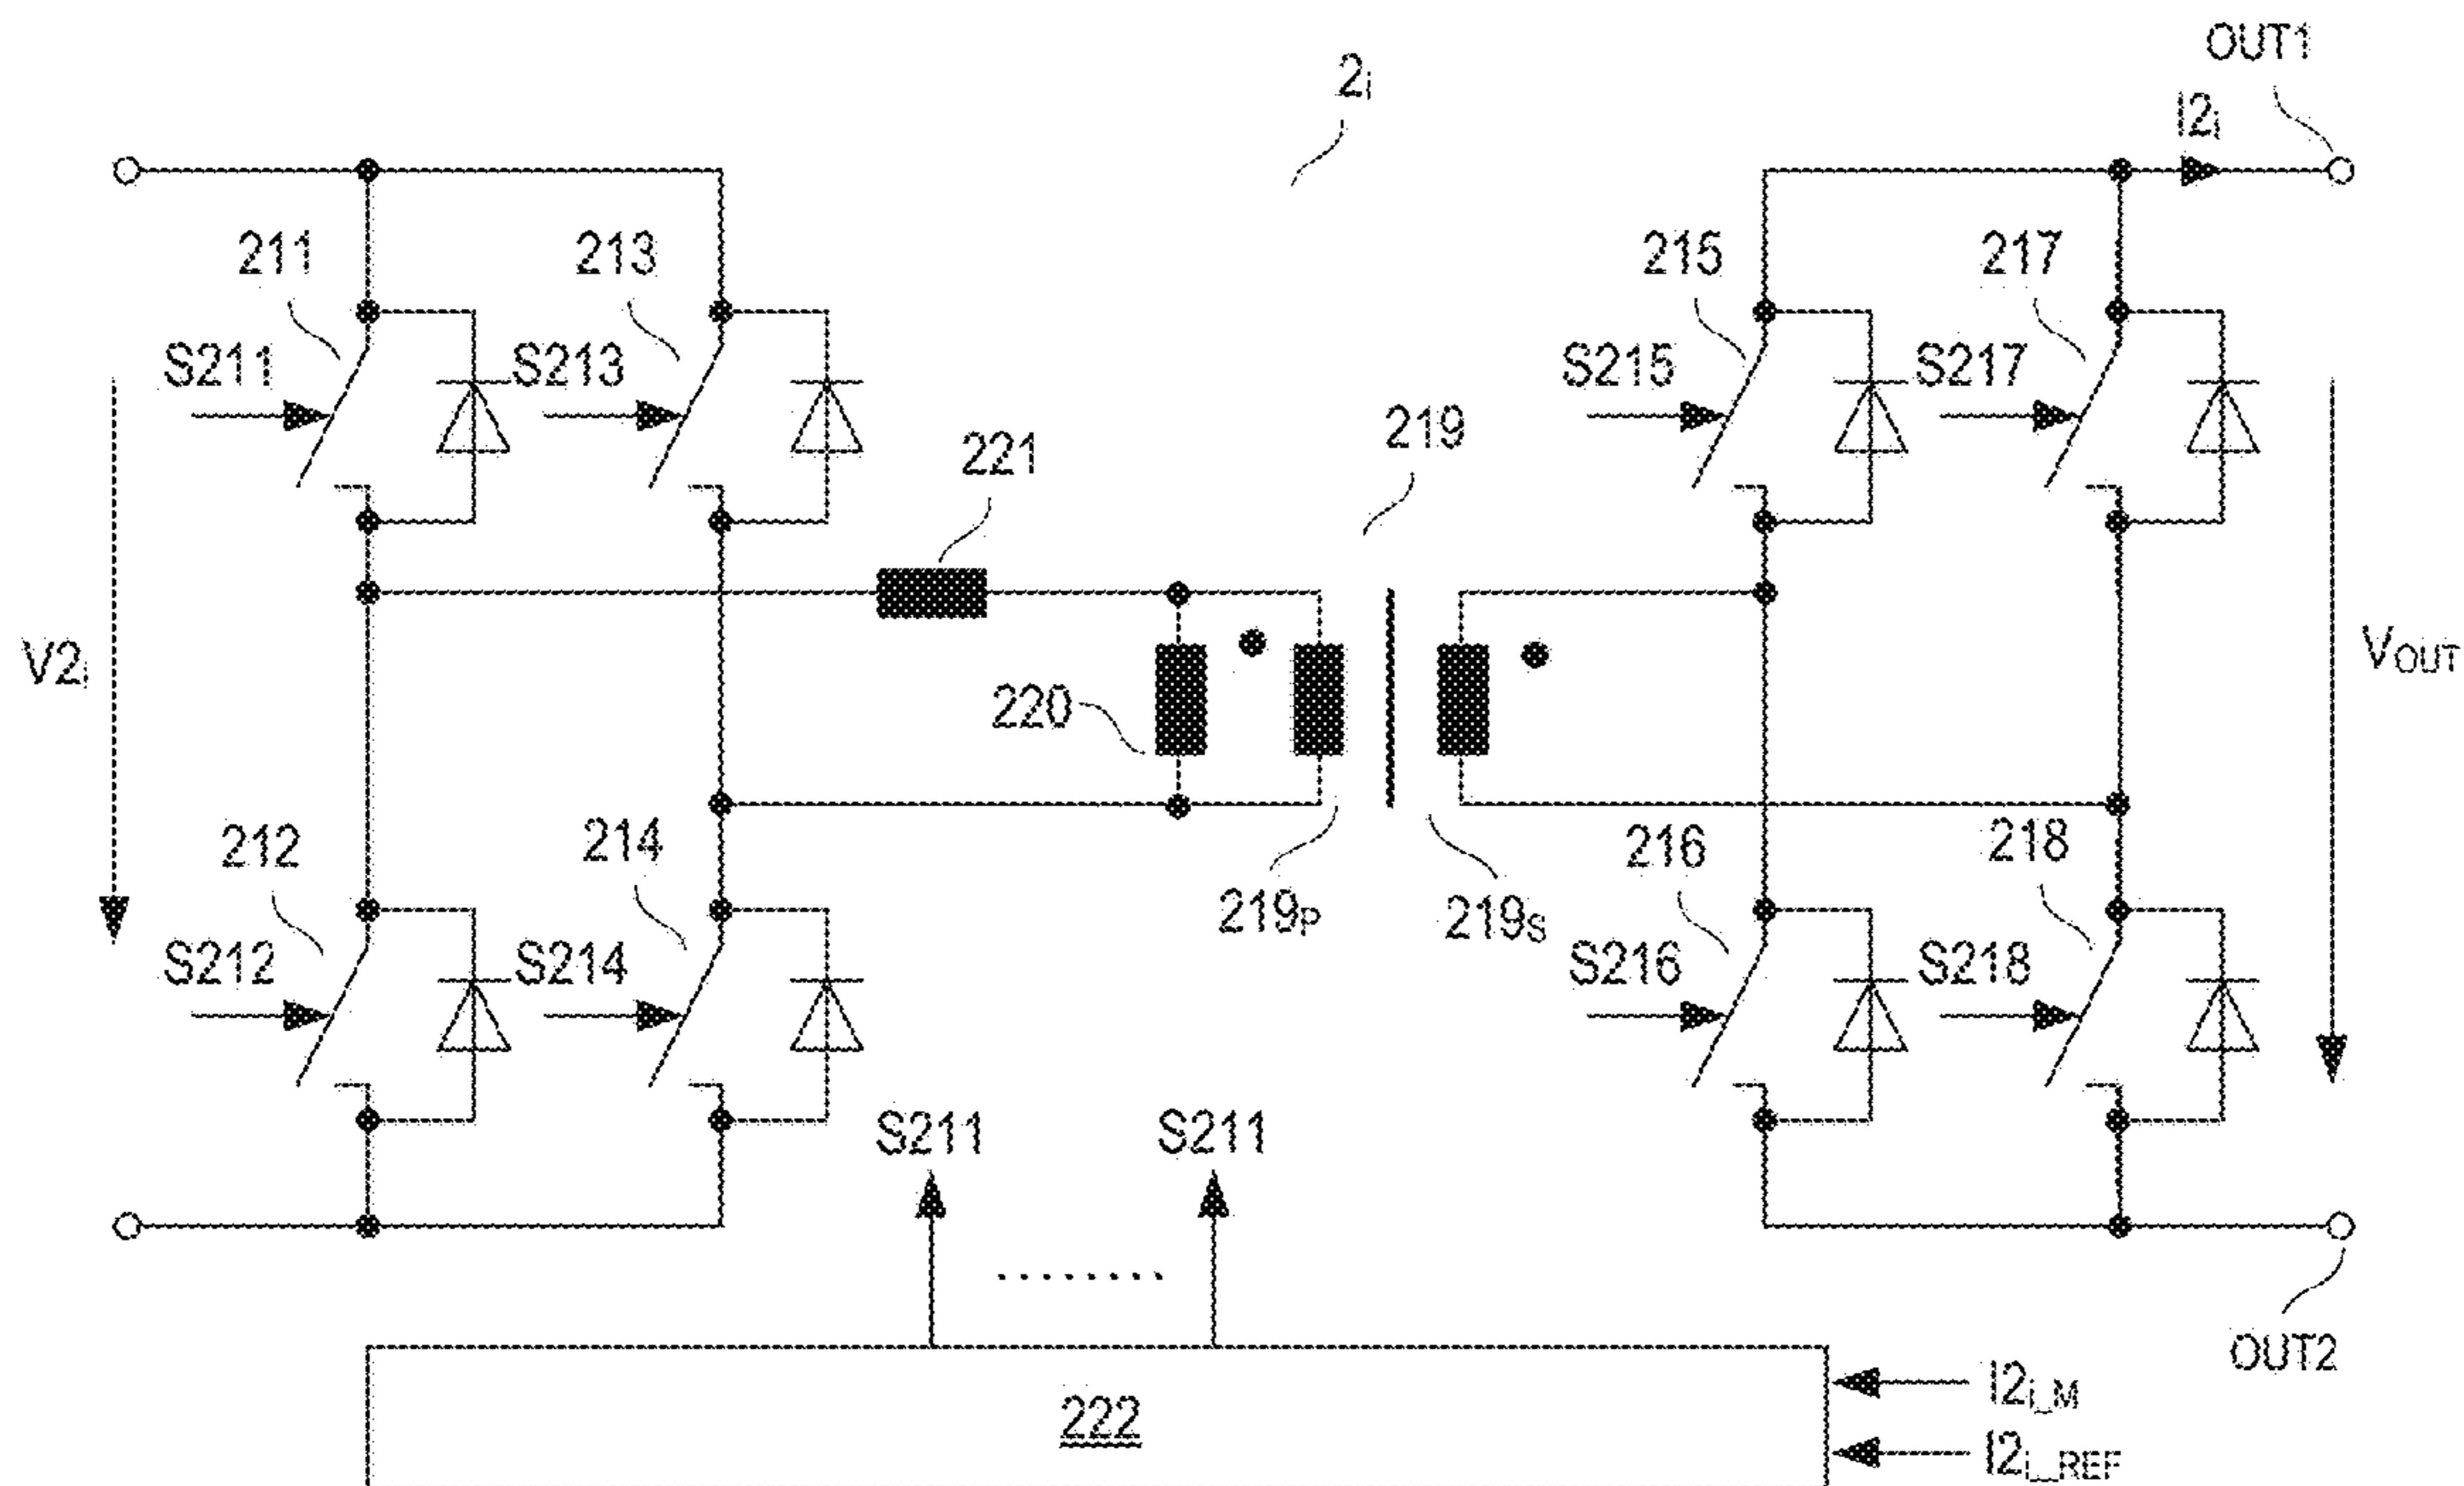 OUT1
2i
I2i
211
213
215
217
S211
S213
S215
S217
219
221
V2i
VOUT
220
212
214
216
218
219P
219S
S212
S214
S216
S218
S211
S211
........
OUT2
I2i_M
222
I2i_REF